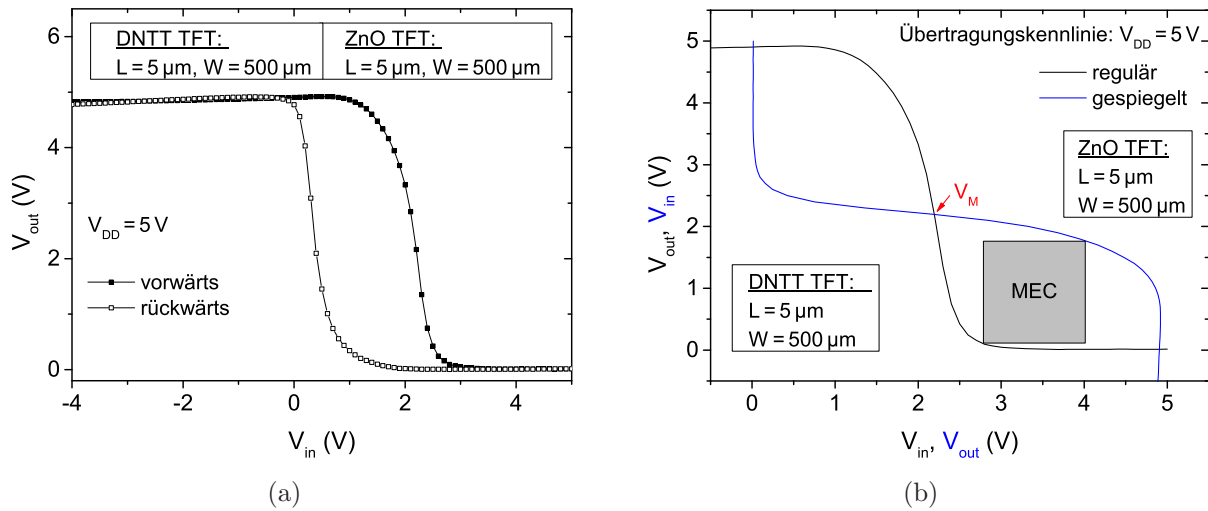 6
4
2
0
-4
-2
0
2
4
V_out (V)
V_in (V)
DNTT TFT:
L = 5 µm, W = 500 µm
ZnO TFT:
L = 5 µm, W = 500 µm
V_DD = 5 V
vorwärts
rückwärts
(a)
5
4
3
2
1
0
0
1
2
3
4
5
V_out, V_in (V)
V_in, V_out (V)
Übertragungskennlinie: V_DD = 5 V
regulär
gespiegelt
ZnO TFT:
L = 5 µm
W = 500 µm
V_M
DNTT TFT:
L = 5 µm
W = 500 µm
MEC
(b)